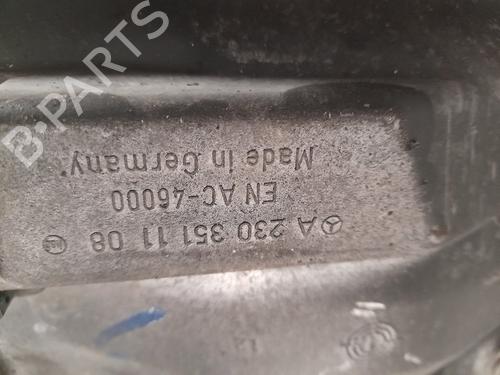 A 230 351 11 08
EN AC-46000
Made in Germany
B-PARTS